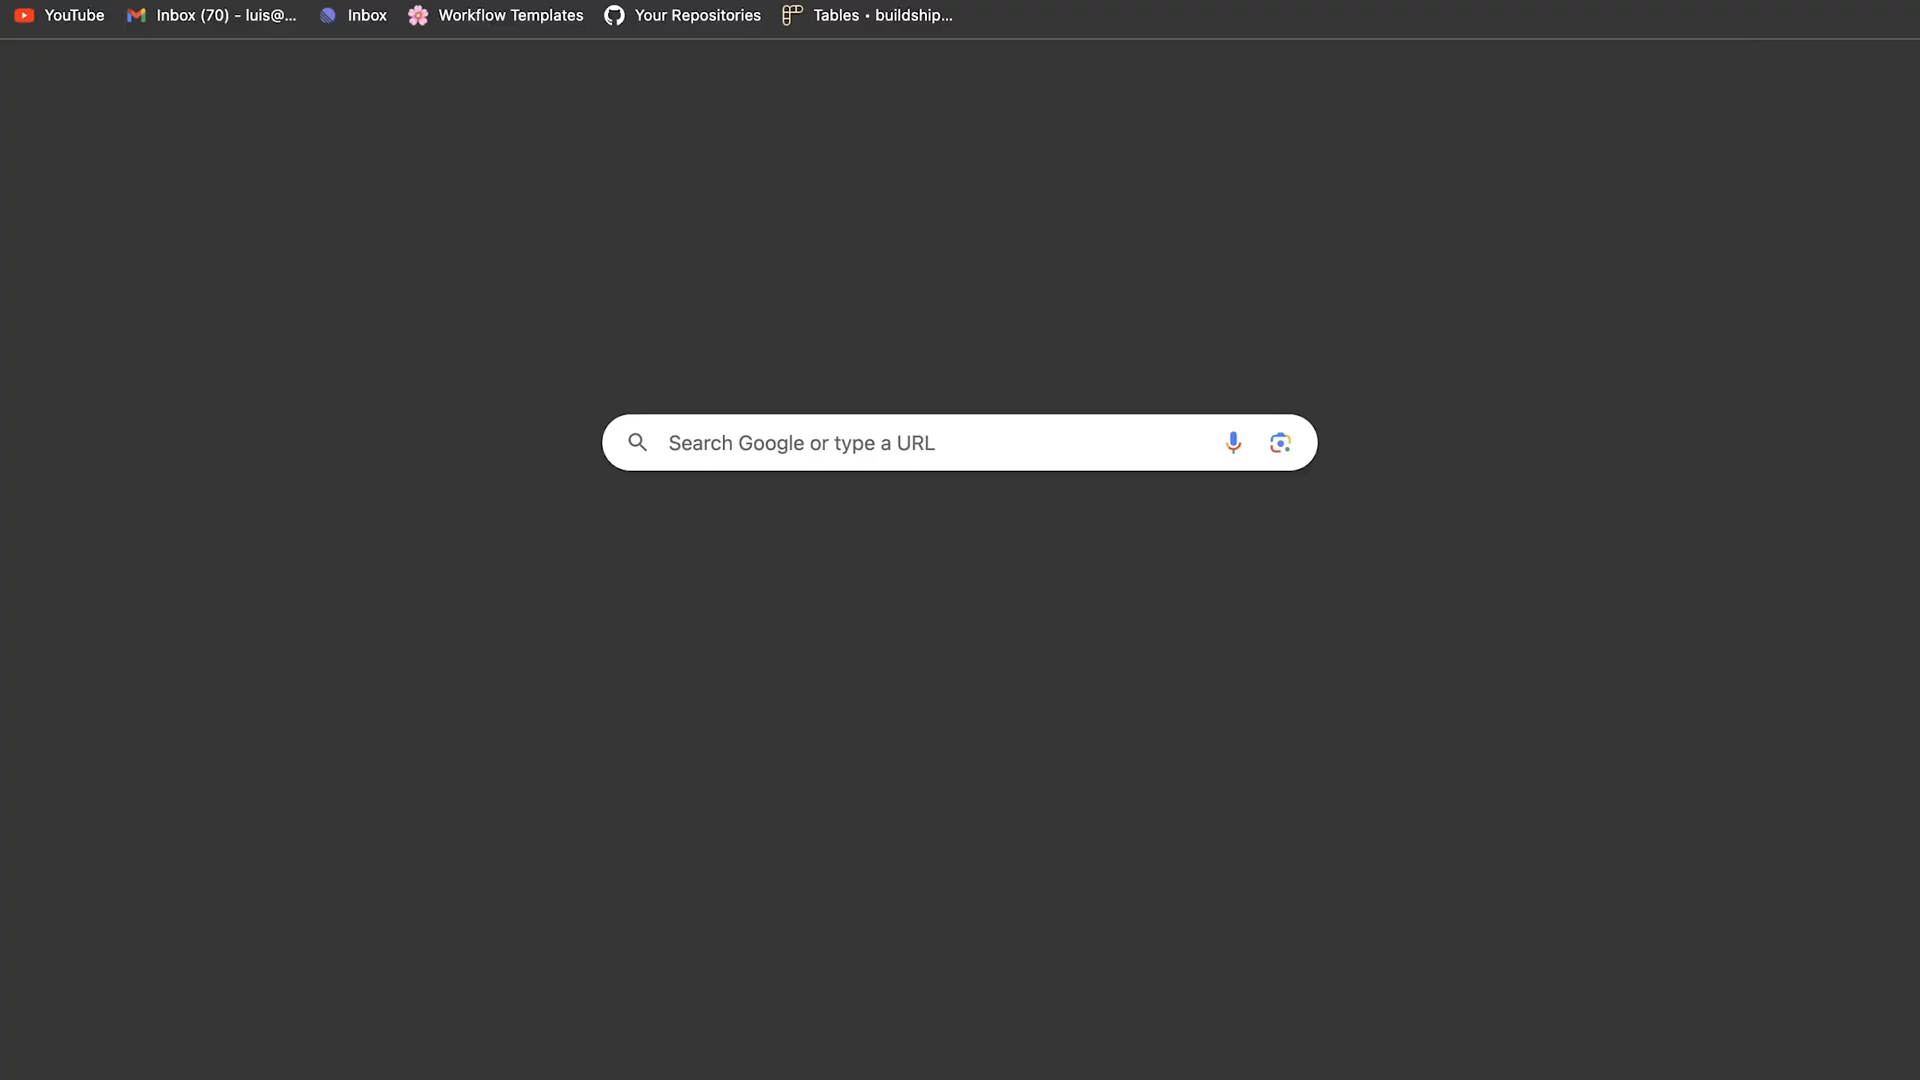 YouTube Inbox (70) - luis@... Inbox Workflow Templates Your Repositories Tables • buildship...
Search Google or type a URL